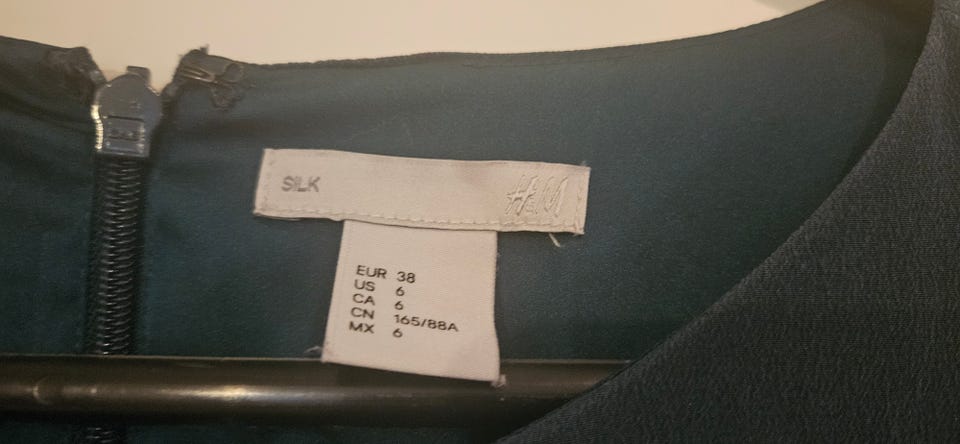 SILK H&M
EUR 38
US 6
CA 6
CN 165/88A
MX 6